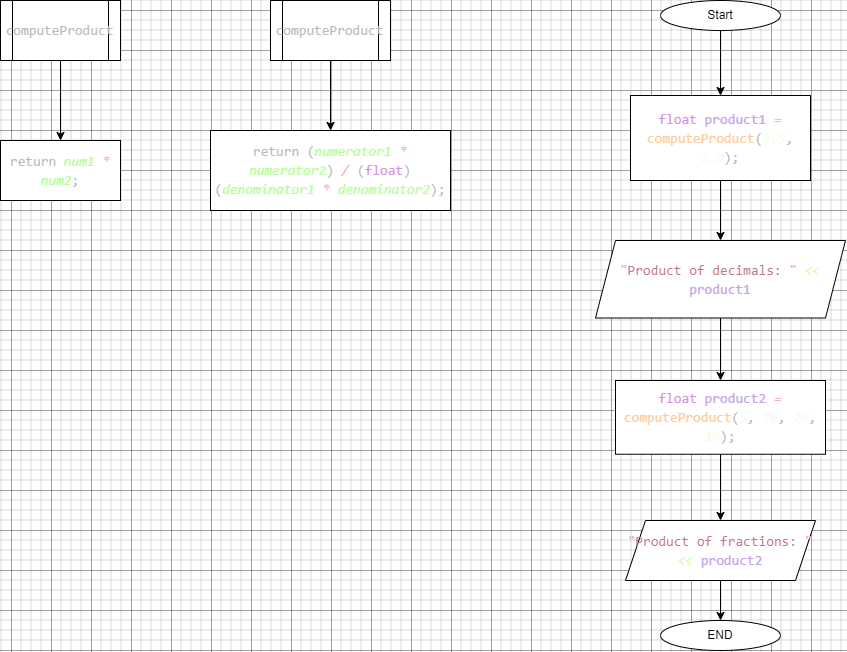 computeProduct
return num1 *
num2;
computeProduct
return (numerator1 *
numerator2) / (float)
(denominator1 * denominator2);
Start
float product1 =
computeProduct(
);
"Product of decimals: " <<
product1
float product2 =
computeProduct(
);
"Product of fractions: "
<< product2
END